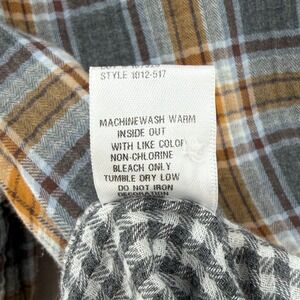 STYLE 1012-517
MACHINEWASH WARM
INSIDE OUT
WITH LIKE COLOR
NON-CHLORINE
BLEACH ONLY
TUMBLE DRY LOW
DO NOT IRON
DECORATION